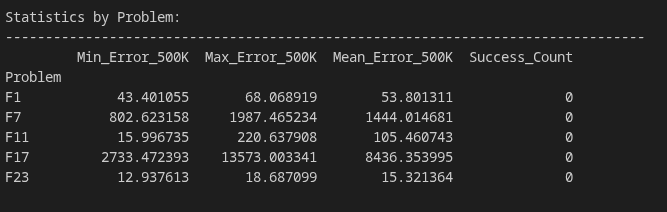 Statistics by Problem:
--------------------------------------------------------------------------------
Min_Error_500K Max_Error_500K Mean_Error_500K Success_Count
Problem
F1 43.401055 68.068919 53.801311 0
F7 802.623158 1987.465234 1444.014681 0
F11 15.996735 220.637908 105.460743 0
F17 2733.472393 13573.003341 8436.353995 0
F23 12.937613 18.687099 15.321364 0